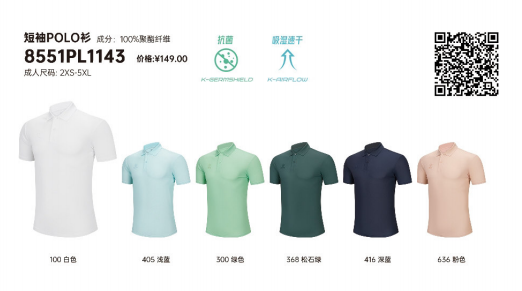 短袖POLO衫 成分：100%聚酯纤维
8551PL1143 价格:¥149.00
成人尺码: 2XS-5XL
抗菌
K-BEAMSHIELD
吸湿速干
K-AIRFLOW
100 白色
405 浅蓝
300 绿色
368 松石绿
416 深蓝
636 粉色